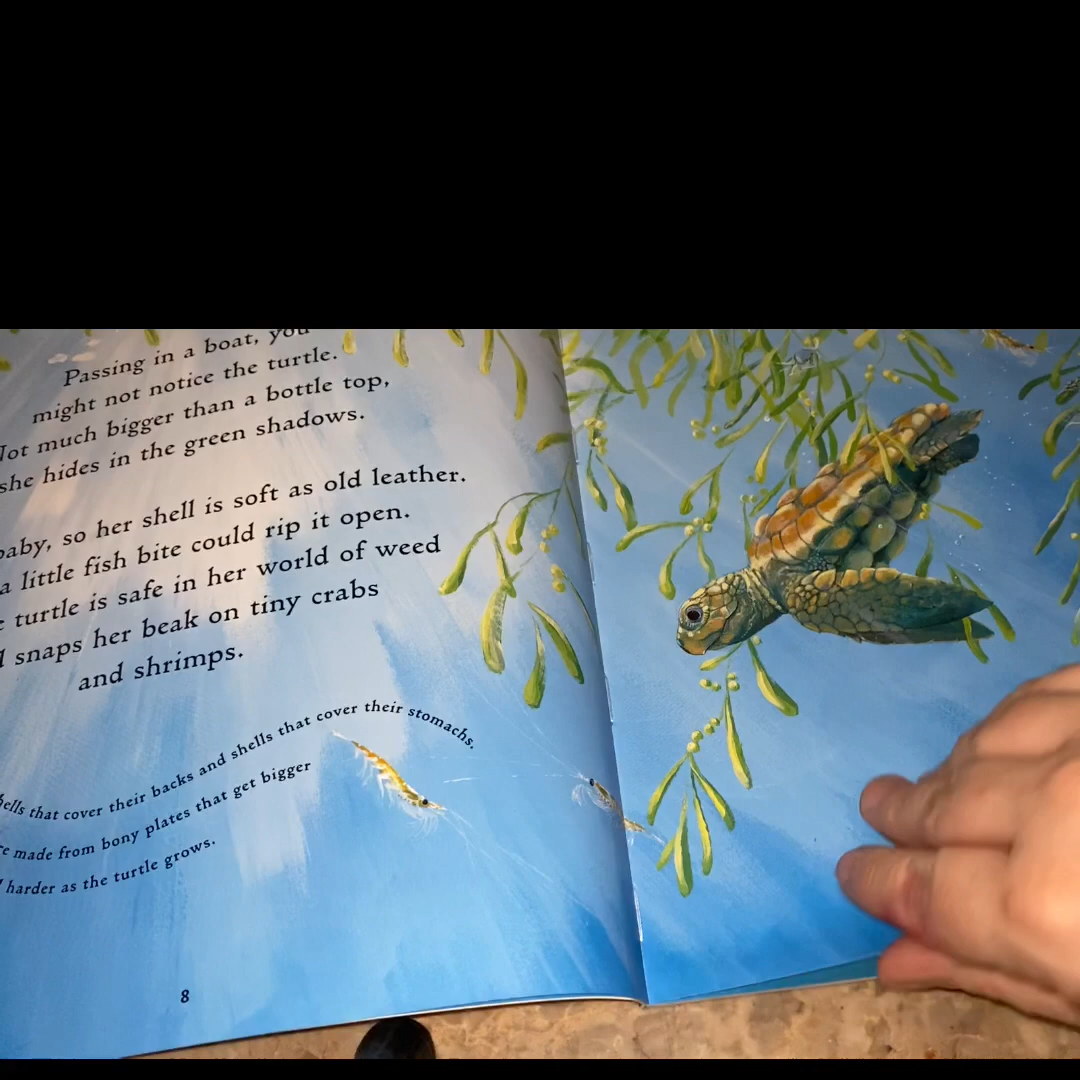 Passing in a boat, you
might not notice the turtle.
Not much bigger than a bottle top,
she hides in the green shadows.
baby, so her shell is soft as old leather.
a little fish bite could rip it open.
turtle is safe in her world of weed
snaps her beak on tiny crabs
and shrimps.
that cover their backs and shells that cover their stomachs.
made from bony plates that get bigger
harder as the turtle grows.
8